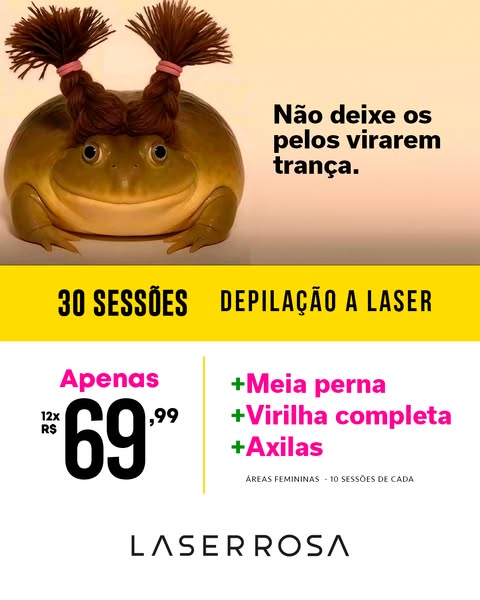 Não deixe os
pelos virarem
trança.
30 SESSÕES DEPILAÇÃO A LASER
Apenas
12x
R$
69,99
+Meia perna
+Virilha completa
+Axilas
ÁREAS FEMININAS - 10 SESSÕES DE CADA
LASERROSA